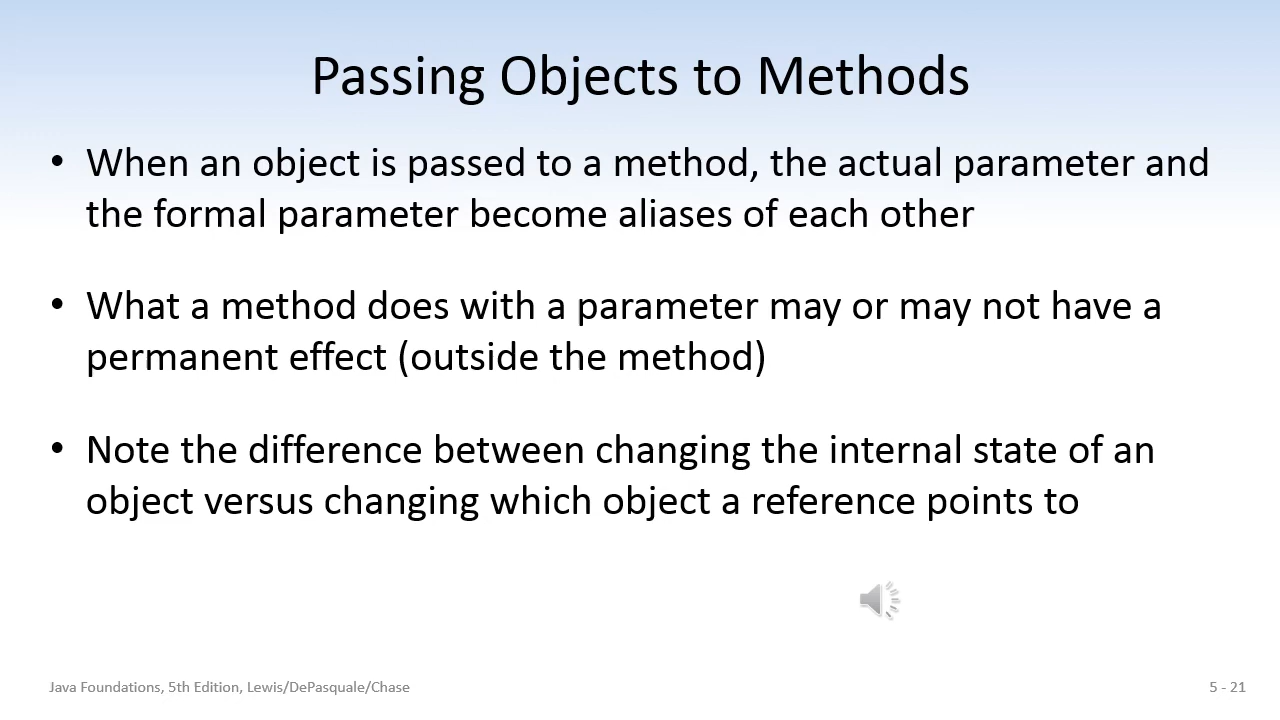 Passing Objects to Methods
• When an object is passed to a method, the actual parameter and
the formal parameter become aliases of each other
• What a method does with a parameter may or may not have a
permanent effect (outside the method)
• Note the difference between changing the internal state of an
object versus changing which object a reference points to
Java Foundations, 5th Edition, Lewis/DePasquale/Chase
5 - 21